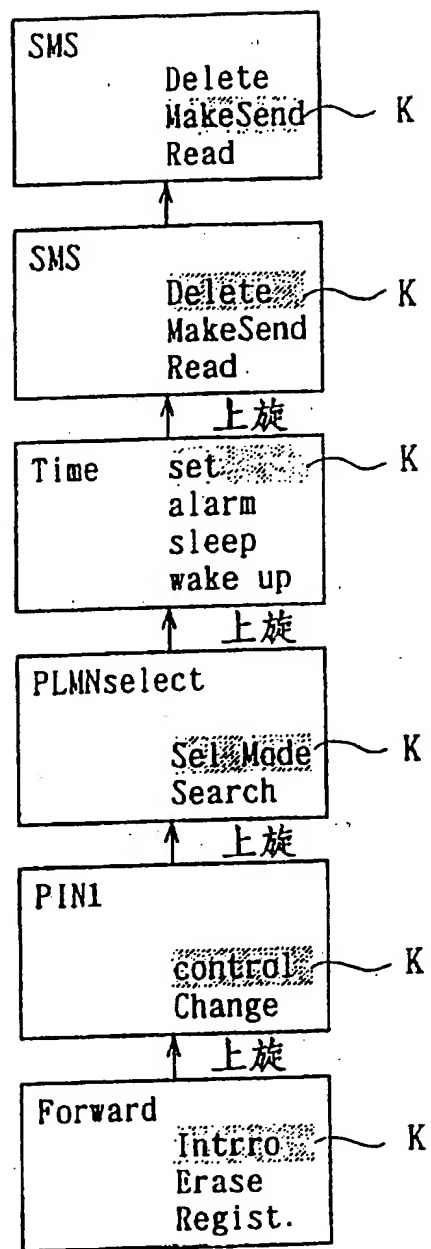 SMS
Delete
MakeSend K
Read
SMS
Delete K
MakeSend
Read
上旋
Time set K
alarm
sleep
wake up
上旋
PLMNselect
Sel Mode K
Search
上旋
PIN1
control K
Change
上旋
Forward
Intrro K
Erase
Regist.